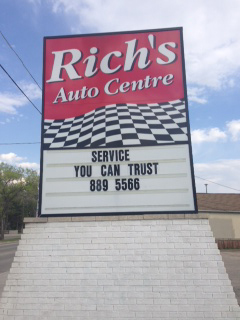 Rich's
Auto Centre
SERVICE
YOU CAN TRUST
889 5566